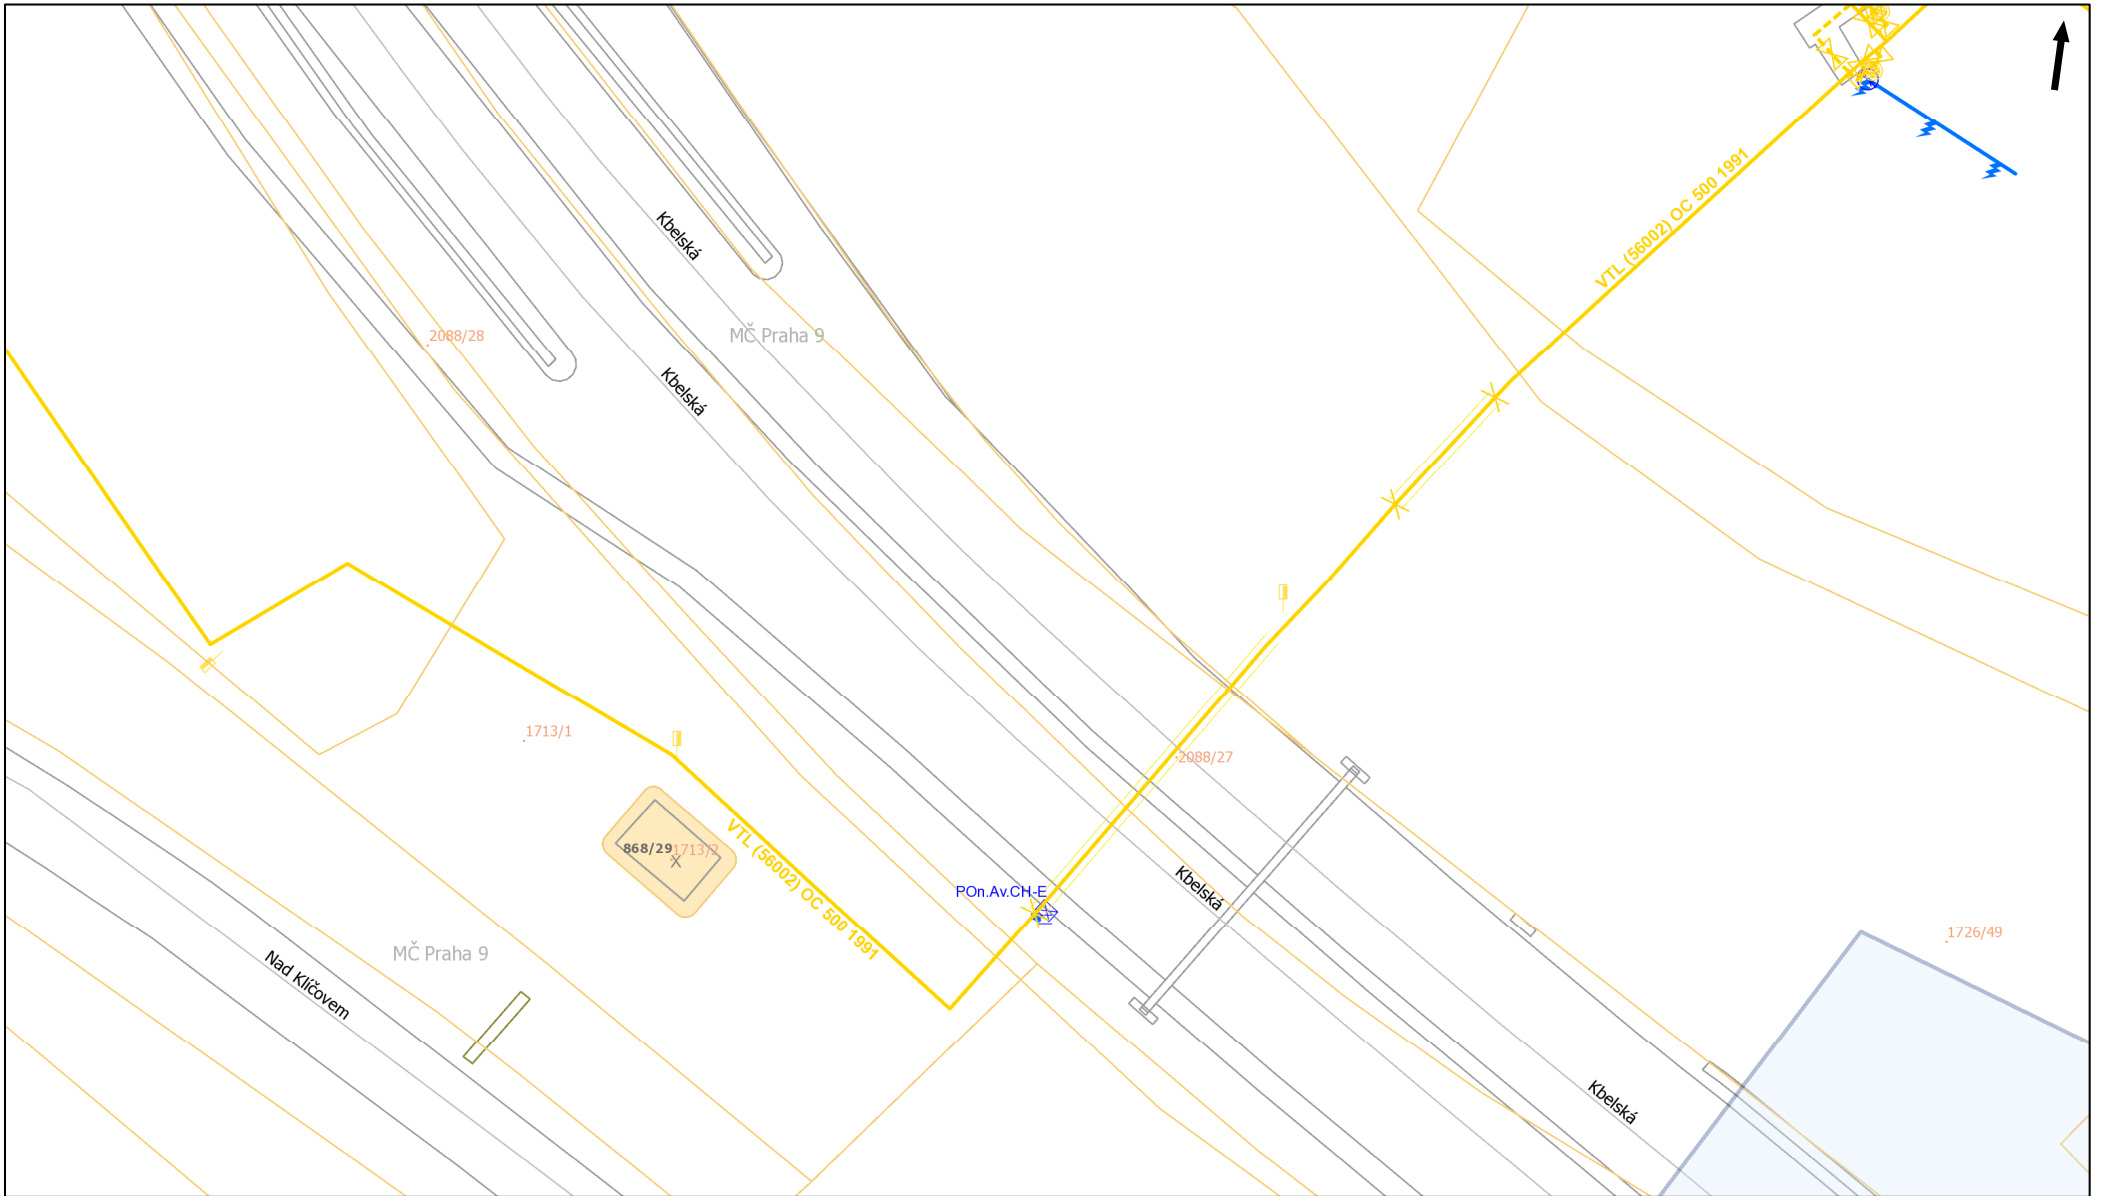 VTL (56002) OC 500 1991
Kbelská
2088/28
MČ Praha 9
Kbelská
1713/1
2088/27
868/29
1713/2
VTL (56002) OC 500 1991
POn.Av.CH-E
Kbelská
1726/49
MČ Praha 9
Nad Klíčovem
Kbelská